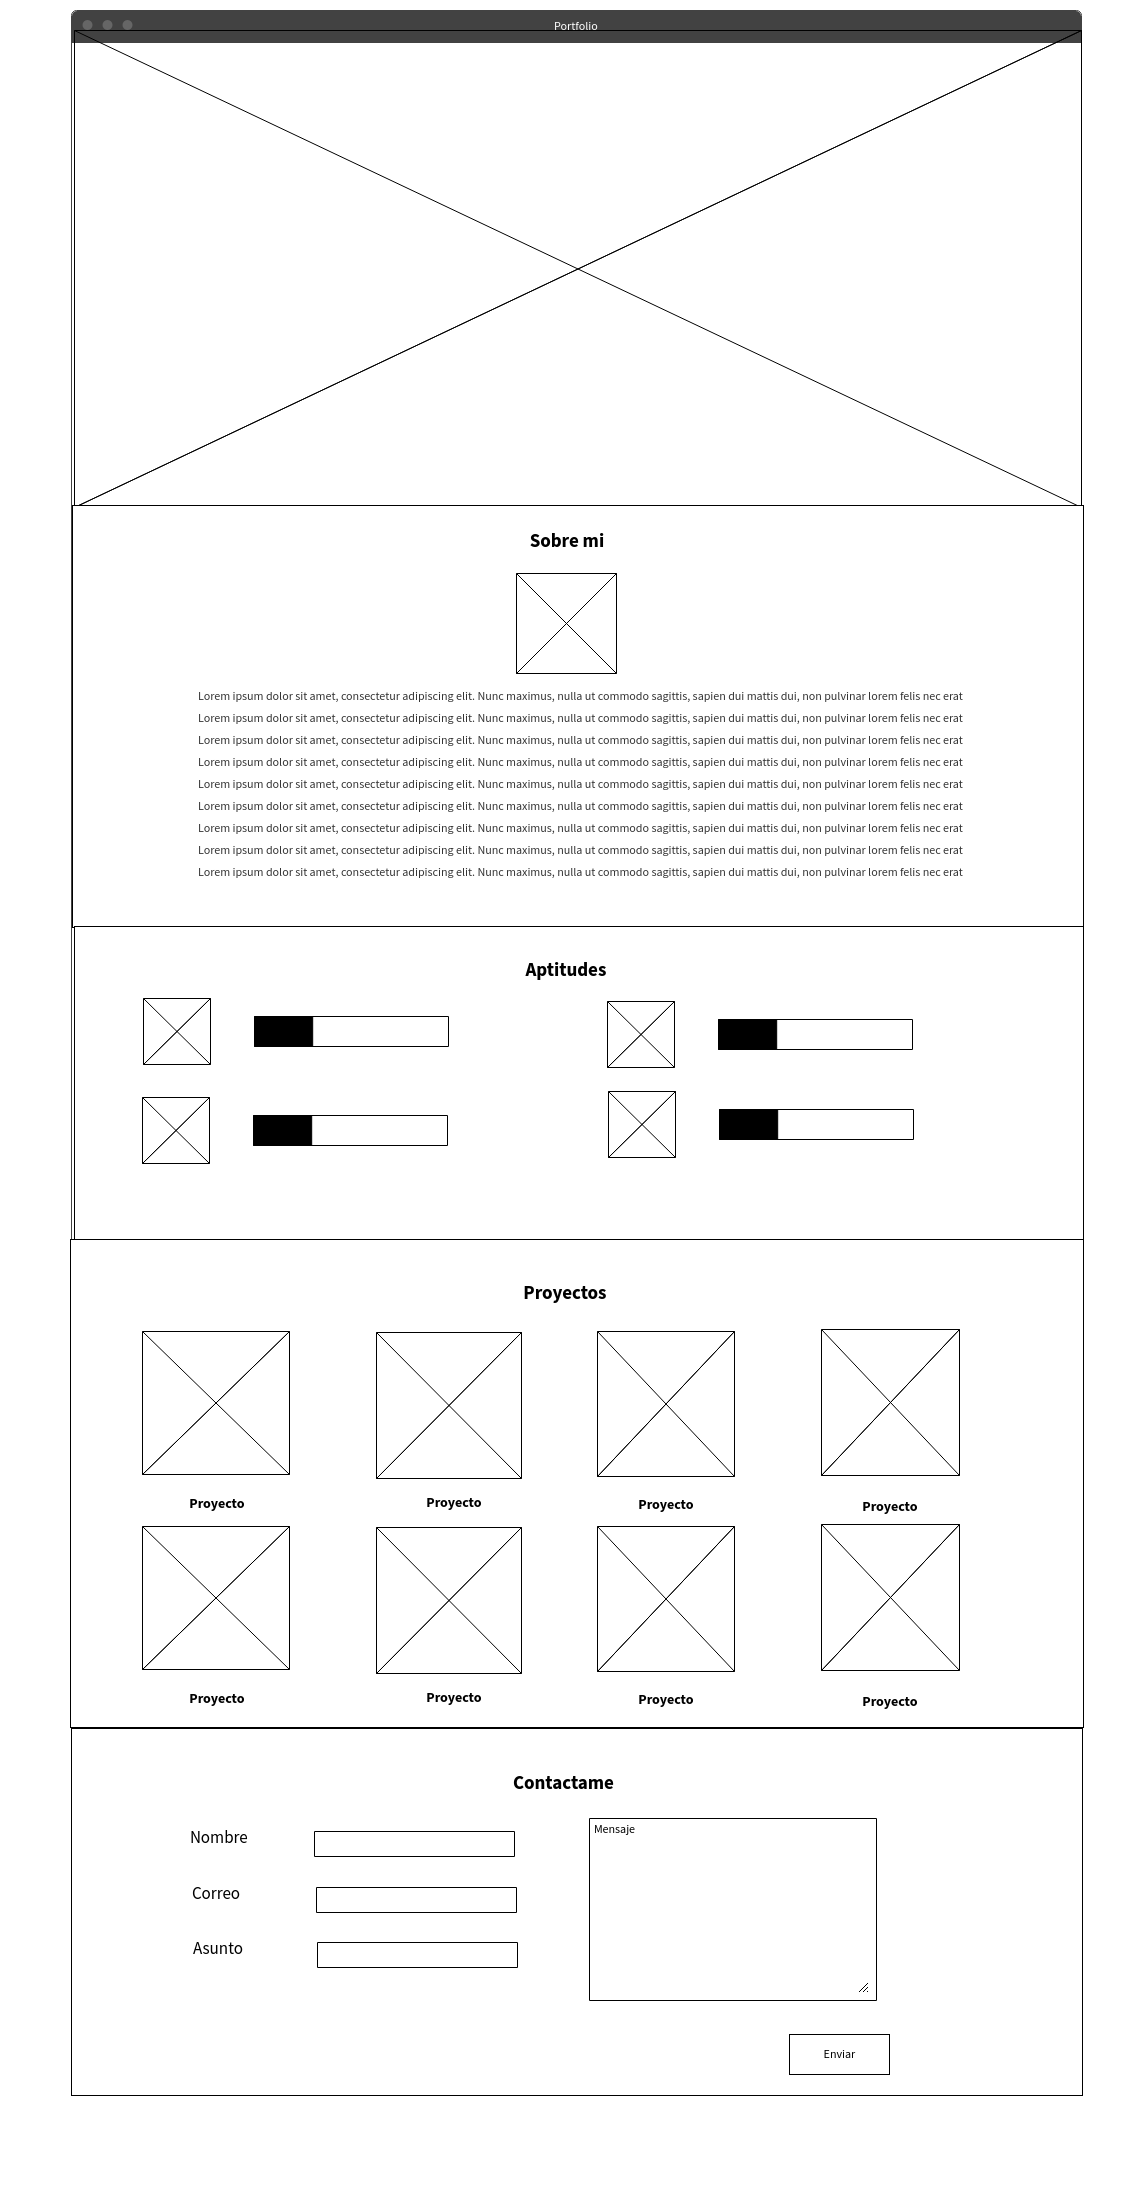 Portfolio
Sobre mi
Lorem ipsum dolor sit amet, consectetur adipiscing elit. Nunc maximus, nulla ut commodo sagittis, sapien dui mattis dui, non pulvinar lorem felis nec erat
Lorem ipsum dolor sit amet, consectetur adipiscing elit. Nunc maximus, nulla ut commodo sagittis, sapien dui mattis dui, non pulvinar lorem felis nec erat
Lorem ipsum dolor sit amet, consectetur adipiscing elit. Nunc maximus, nulla ut commodo sagittis, sapien dui mattis dui, non pulvinar lorem felis nec erat
Lorem ipsum dolor sit amet, consectetur adipiscing elit. Nunc maximus, nulla ut commodo sagittis, sapien dui mattis dui, non pulvinar lorem felis nec erat
Lorem ipsum dolor sit amet, consectetur adipiscing elit. Nunc maximus, nulla ut commodo sagittis, sapien dui mattis dui, non pulvinar lorem felis nec erat
Lorem ipsum dolor sit amet, consectetur adipiscing elit. Nunc maximus, nulla ut commodo sagittis, sapien dui mattis dui, non pulvinar lorem felis nec erat
Lorem ipsum dolor sit amet, consectetur adipiscing elit. Nunc maximus, nulla ut commodo sagittis, sapien dui mattis dui, non pulvinar lorem felis nec erat
Lorem ipsum dolor sit amet, consectetur adipiscing elit. Nunc maximus, nulla ut commodo sagittis, sapien dui mattis dui, non pulvinar lorem felis nec erat
Lorem ipsum dolor sit amet, consectetur adipiscing elit. Nunc maximus, nulla ut commodo sagittis, sapien dui mattis dui, non pulvinar lorem felis nec erat
Aptitudes
Proyectos
Proyecto
Proyecto
Proyecto
Proyecto
Proyecto
Proyecto
Proyecto
Proyecto
Contactame
Nombre
Correo
Asunto
Mensaje
Enviar